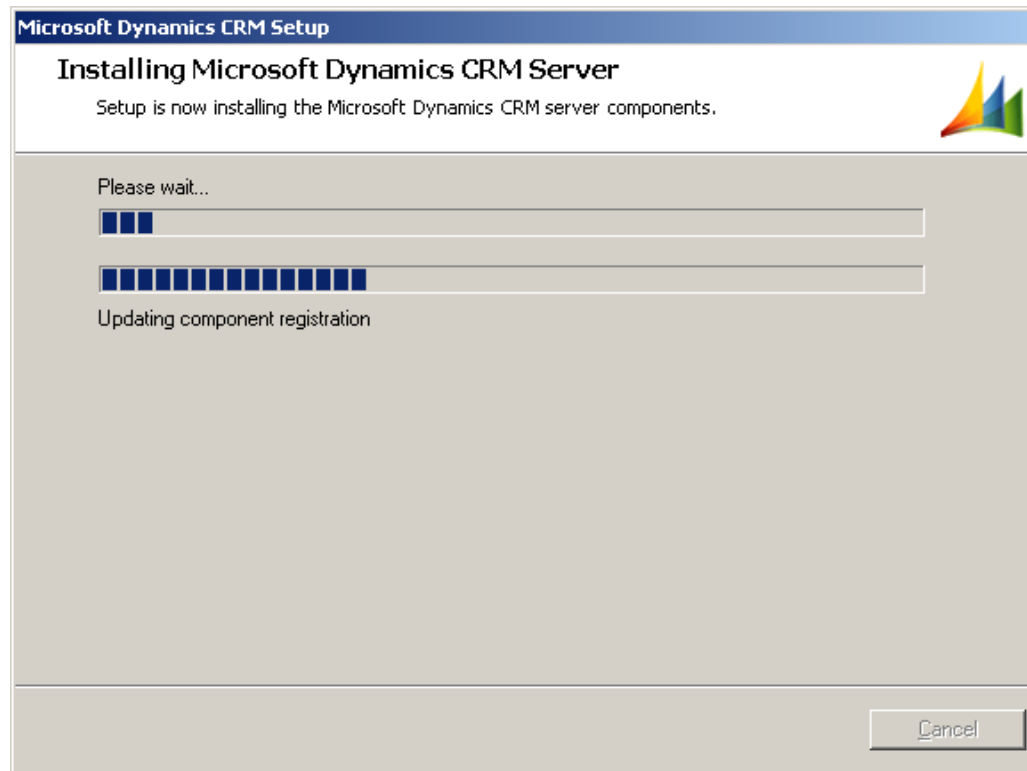 Microsoft Dynamics CRM Setup
Installing Microsoft Dynamics CRM Server
Setup is now installing the Microsoft Dynamics CRM server components.
Please wait...
Updating component registration
Cancel